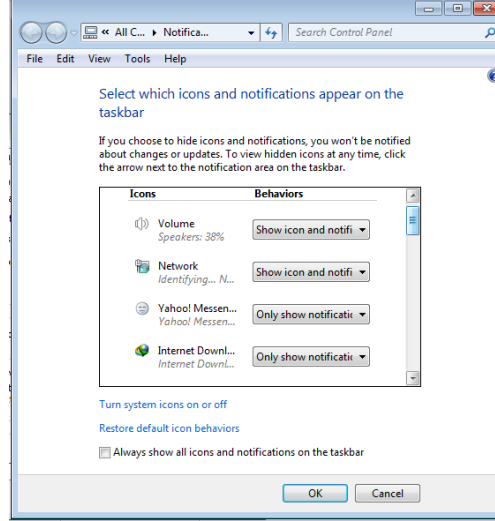 « All C... ▸ Notifica...
Search Control Panel
File Edit View Tools Help
Select which icons and notifications appear on the
taskbar
If you choose to hide icons and notifications, you won't be notified
about changes or updates. To view hidden icons at any time, click
the arrow next to the notification area on the taskbar.
Icons Behaviors
Volume
Speakers: 38%
Show icon and notifi
Network
Identifying... N...
Show icon and notifi
Yahoo! Messen...
Yahoo! Messen...
Only show notificatic
Internet Downl...
Internet Downl...
Only show notificatic
Turn system icons on or off
Restore default icon behaviors
Always show all icons and notifications on the taskbar
OK Cancel